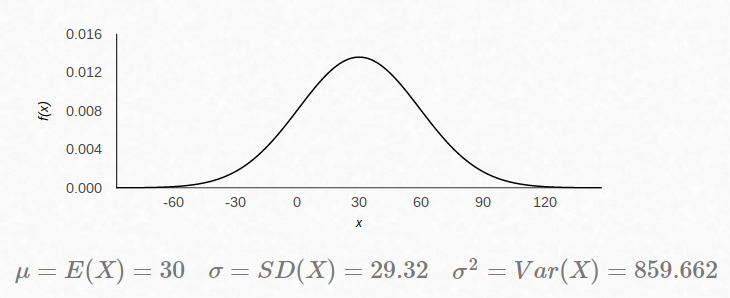 0.016
0.012
0.008
0.004
0.000
f(x)
-60 -30 0 30 60 90 120
x
μ = E(X) = 30 σ = SD(X) = 29.32 σ² = Var(X) = 859.662